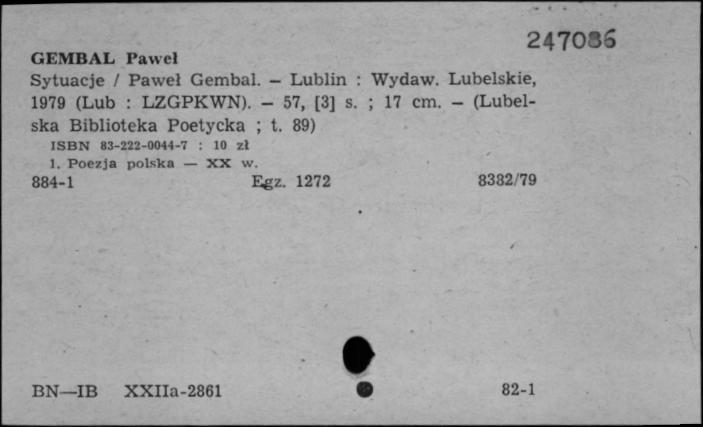 247086
GEMBAL Paweł
Sytuacje / Paweł Gembal. – Lublin : Wydaw. Lubelskie,
1979 (Lub : LZGPKWN). – 57, [3] s. ; 17 cm. – (Lubel-
ska Biblioteka Poetycka ; t. 89)
ISBN 83-222-0044-7 : 10 zł
1. Poezja polska — XX w.
884-1 Egz. 1272 8382/79
BN—IB XXIIa-2861 82-1